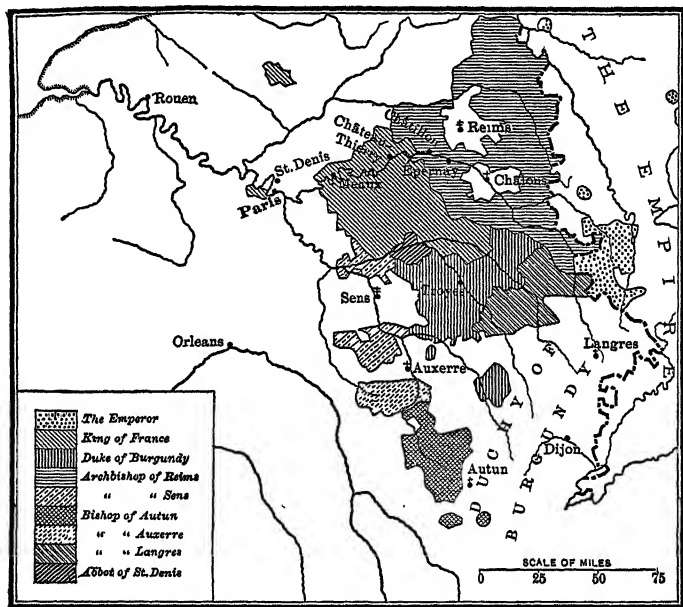 THE EMPIRE
Rouen
Reims
Châtillon
Château
Thierry
St. Denis
Epernay
Châlons
Meaux
Paris
Troyes
Sens
Orleans
Langres
Auxerre
DUCHY OF
BURGUNDY
Dijon
Autun
The Emperor
King of France
Duke of Burgundy
Archbishop of Reims
" " Sens
Bishop of Autun
" " Auxerre
" " Langres
Abbot of St. Denis
SCALE OF MILES
0 25 50 75